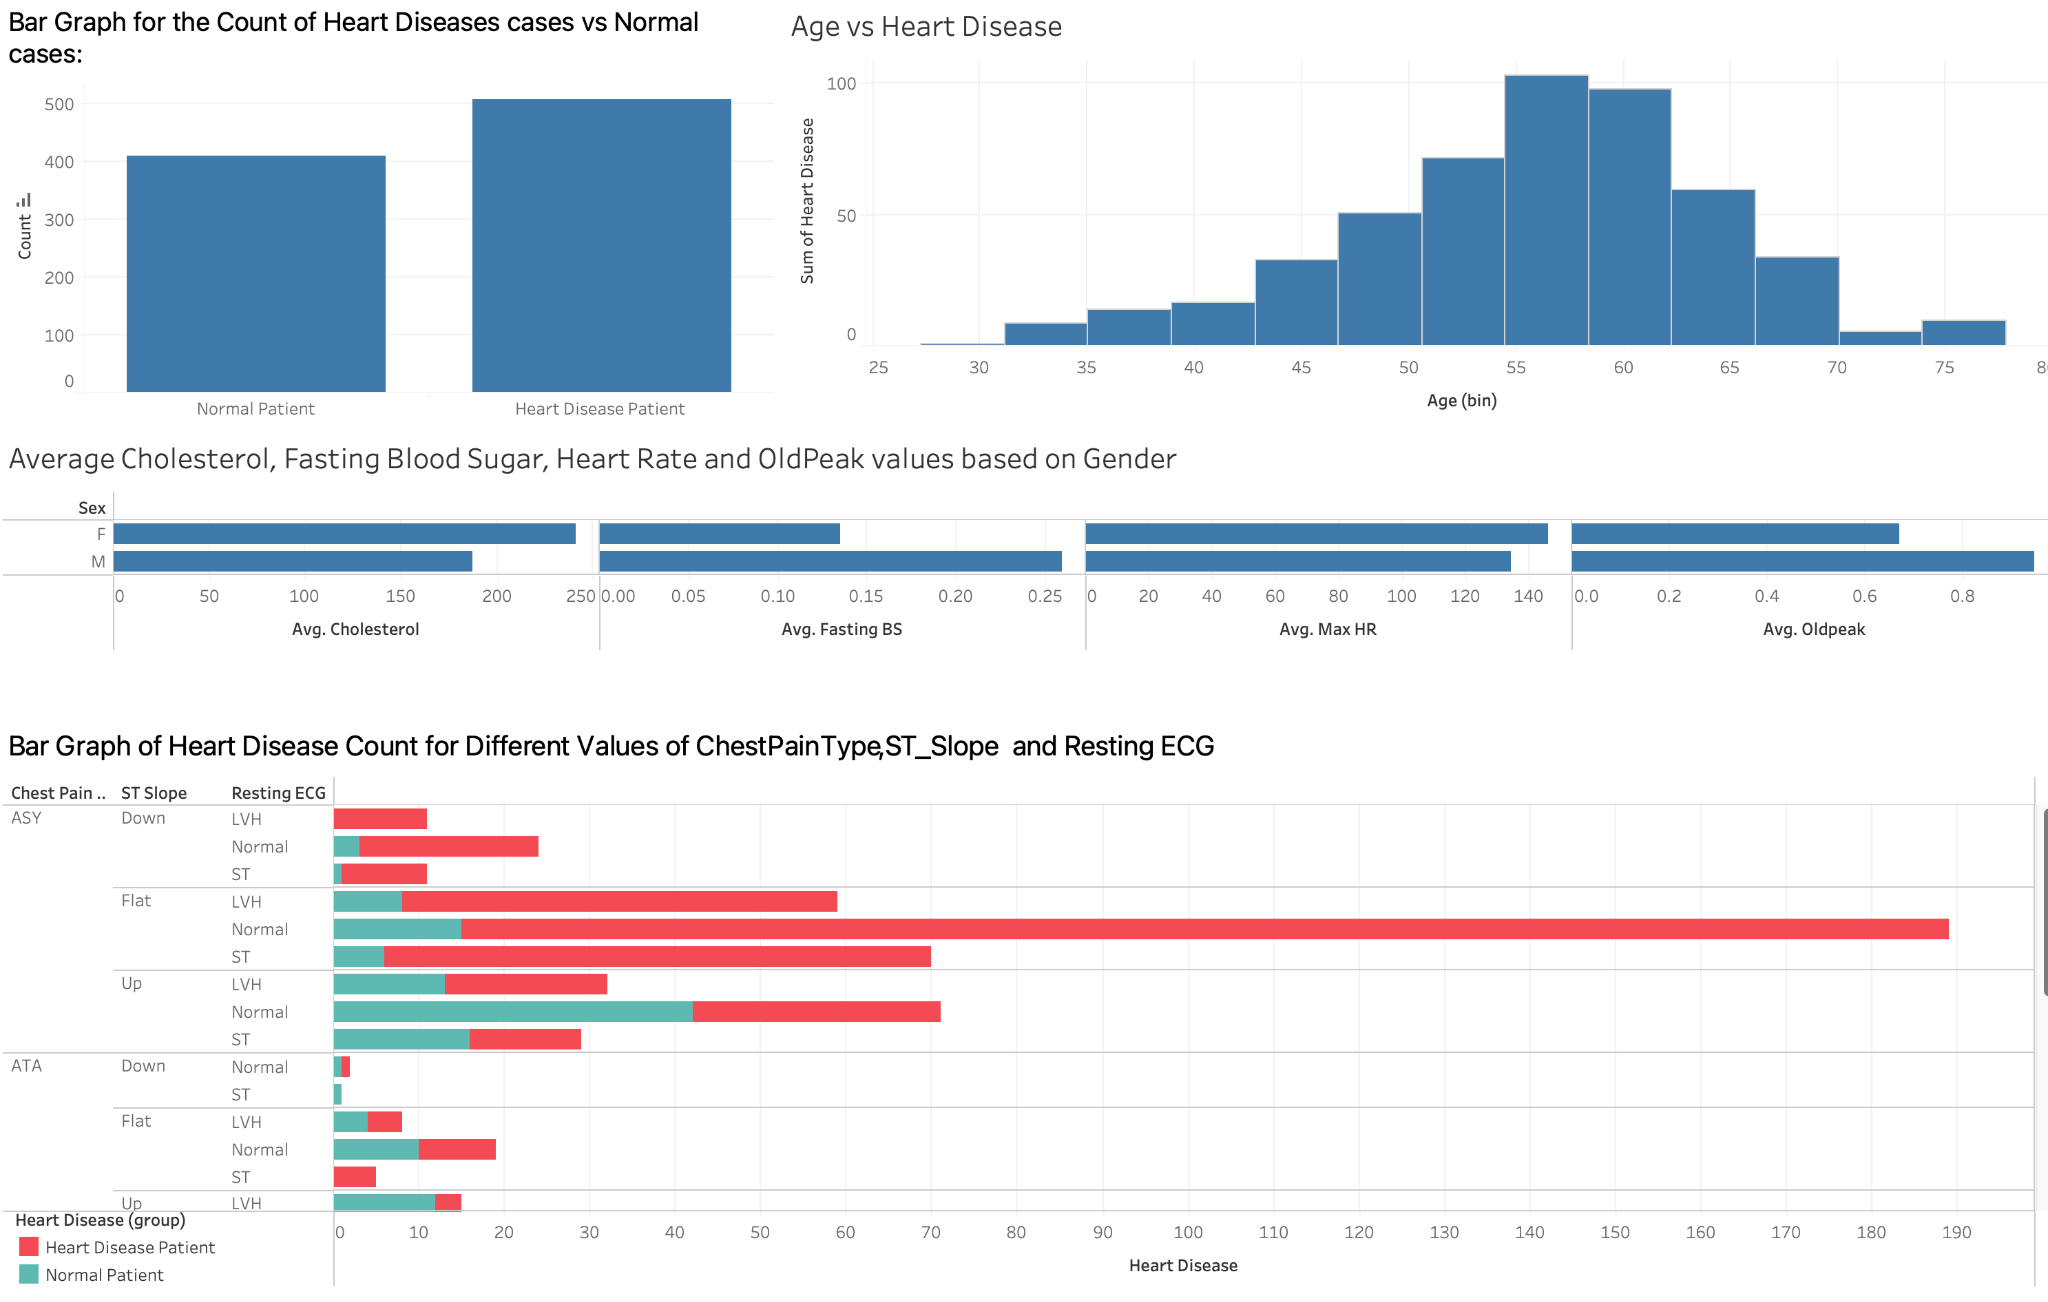 Bar Graph for the Count of Heart Diseases cases vs Normal
cases:
500
400
300
200
100
0
Count
Normal Patient
Heart Disease Patient
Age vs Heart Disease
100
50
0
Sum of Heart Disease
25 30 35 40 45 50 55 60 65 70 75
Age (bin)
Average Cholesterol, Fasting Blood Sugar, Heart Rate and OldPeak values based on Gender
Sex
F
M
0 50 100 150 200 250
0.00 0.05 0.10 0.15 0.20 0.25
0 20 40 60 80 100 120 140
0.0 0.2 0.4 0.6 0.8
Avg. Cholesterol
Avg. Fasting BS
Avg. Max HR
Avg. Oldpeak
Bar Graph of Heart Disease Count for Different Values of ChestPainType,ST_Slope and Resting ECG
Chest Pain .. ST Slope Resting ECG
ASY Down LVH
Normal
ST
Flat LVH
Normal
ST
Up LVH
Normal
ST
ATA Down Normal
ST
Flat LVH
Normal
ST
Up LVH
0 10 20 30 40 50 60 70 80 90 100 110 120 130 140 150 160 170 180 190
Heart Disease
Heart Disease (group)
Heart Disease Patient
Normal Patient